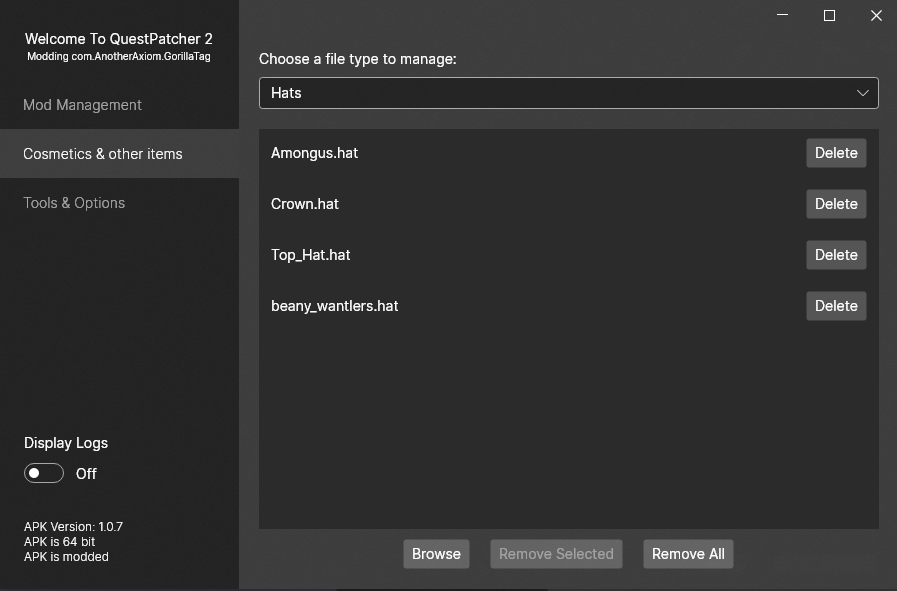 Welcome To QuestPatcher 2
Modding com.AnotherAxiom.GorillaTag
Mod Management
Cosmetics & other items
Tools & Options
Display Logs
Off
APK Version: 1.0.7
APK is 64 bit
APK is modded
Choose a file type to manage:
Hats
Amongus.hat Delete
Crown.hat Delete
Top_Hat.hat Delete
beany_wantlers.hat Delete
Browse Remove Selected Remove All